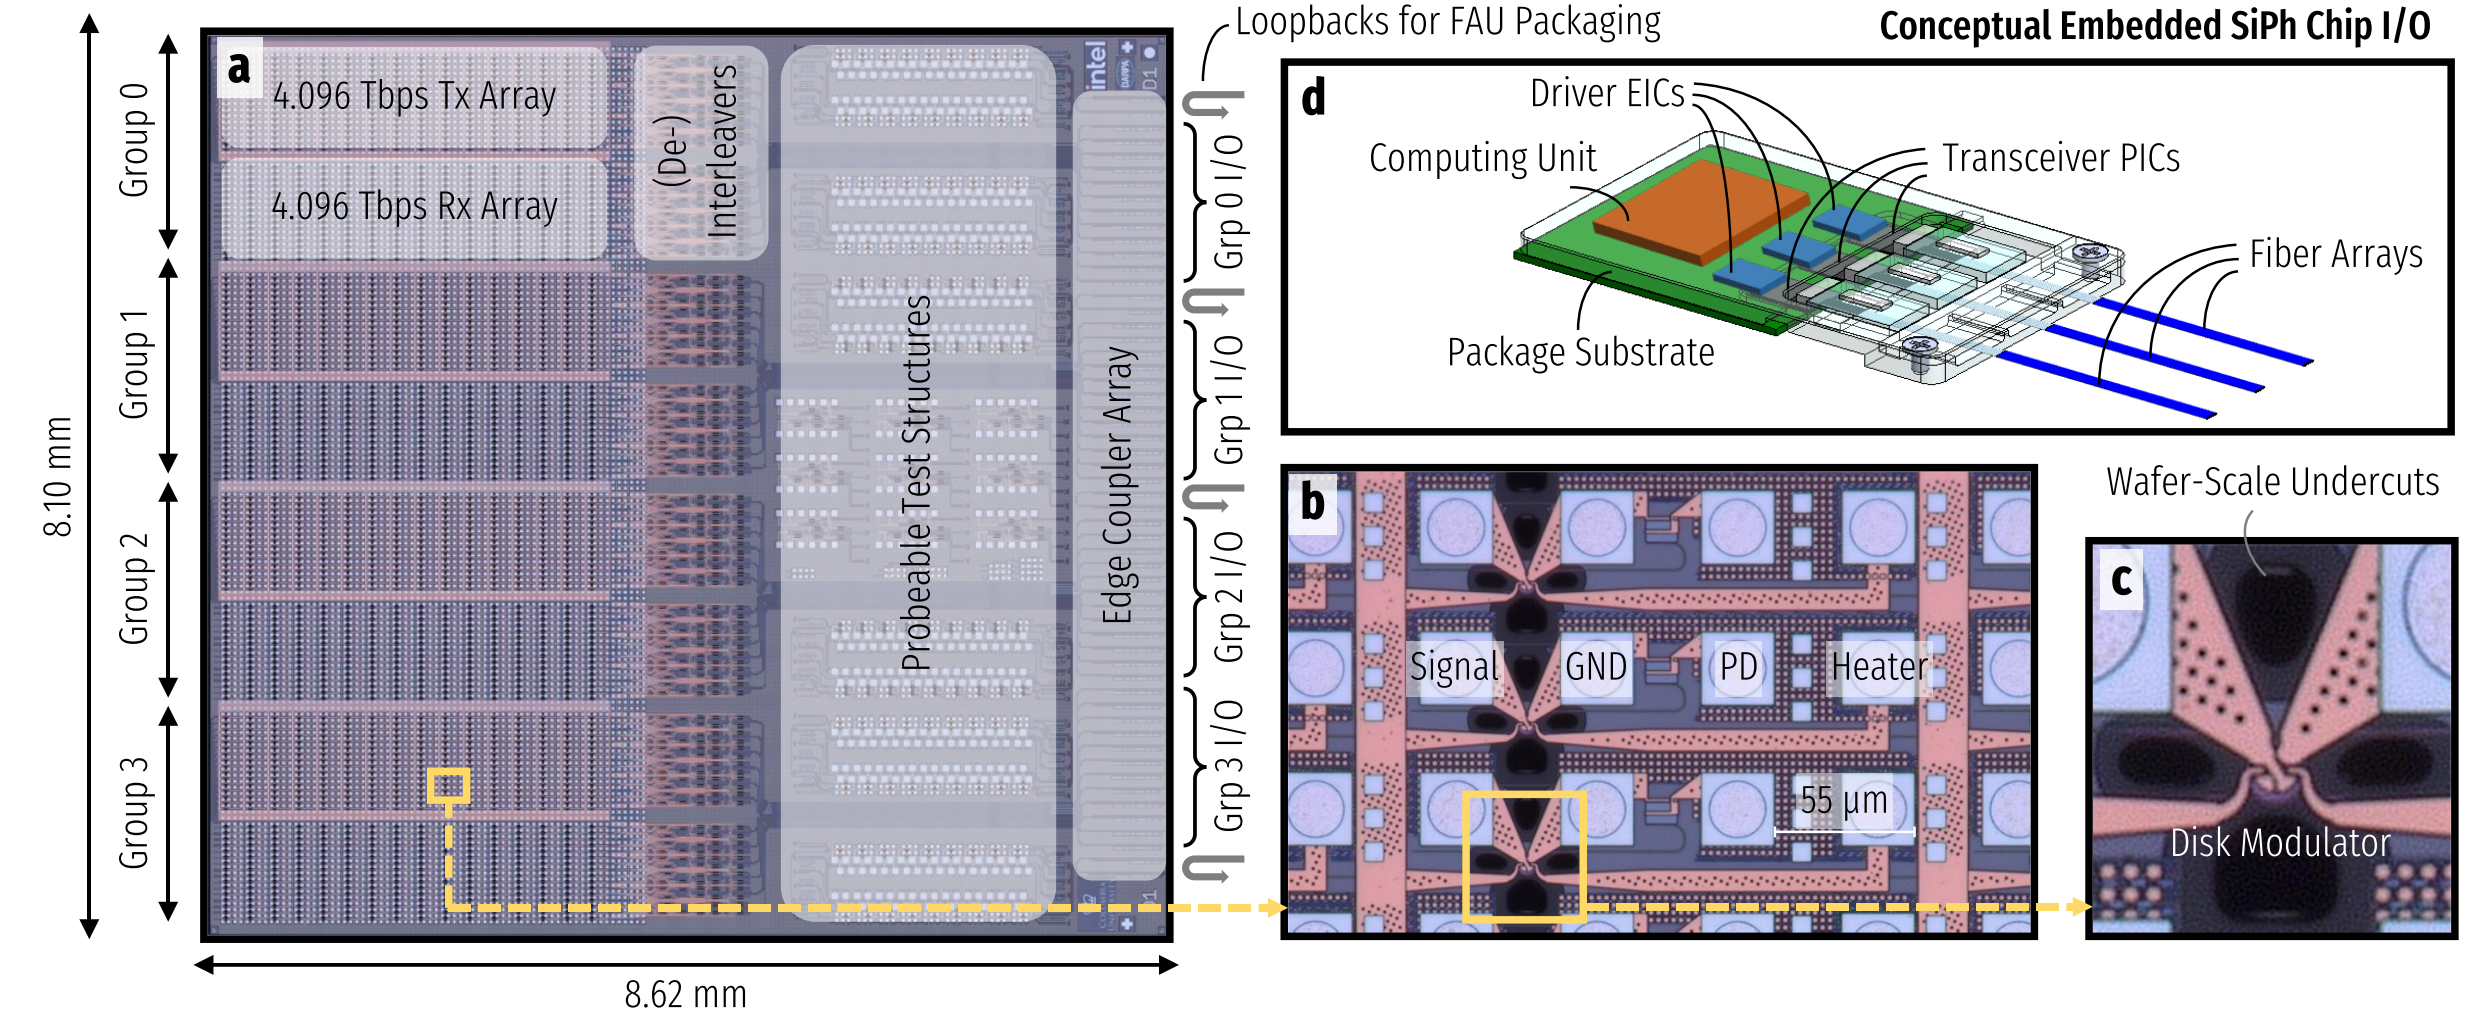 Loopbacks for FAU Packaging
Conceptual Embedded SiPh Chip I/O
a
4.096 Tbps Tx Array
4.096 Tbps Rx Array
(De-)
Interleavers
Probeable Test Structures
Edge Coupler Array
intel
DARPA
Group 0
Group 1
Group 2
Group 3
8.10 mm
8.62 mm
Grp 0 I/O
Grp 1 I/O
Grp 2 I/O
Grp 3 I/O
d
Driver EICs
Computing Unit
Transceiver PICs
Fiber Arrays
Package Substrate
b
Signal
GND
PD
Heater
55 µm
Wafer-Scale Undercuts
c
Disk Modulator